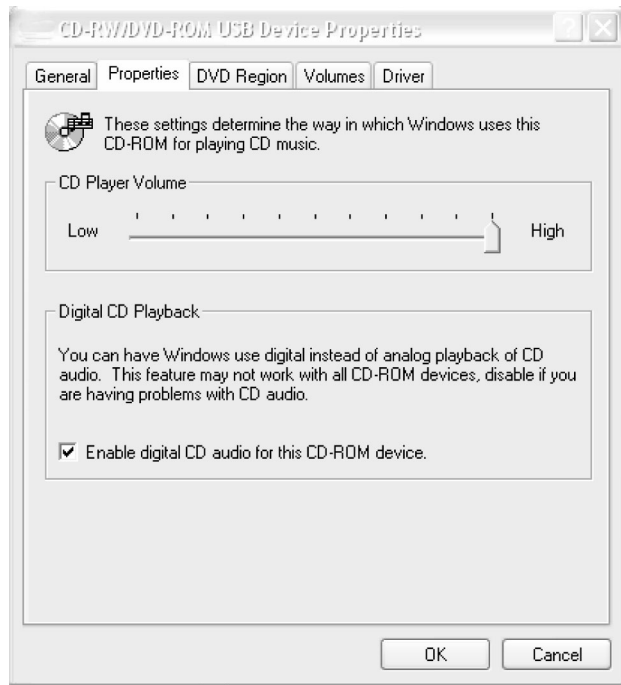 CD-RW/DVD-ROM USB Device Properties
General Properties DVD Region Volumes Driver
These settings determine the way in which Windows uses this
CD-ROM for playing CD music.
CD Player Volume
Low High
Digital CD Playback
You can have Windows use digital instead of analog playback of CD
audio. This feature may not work with all CD-ROM devices, disable if you
are having problems with CD audio.
Enable digital CD audio for this CD-ROM device.
OK Cancel